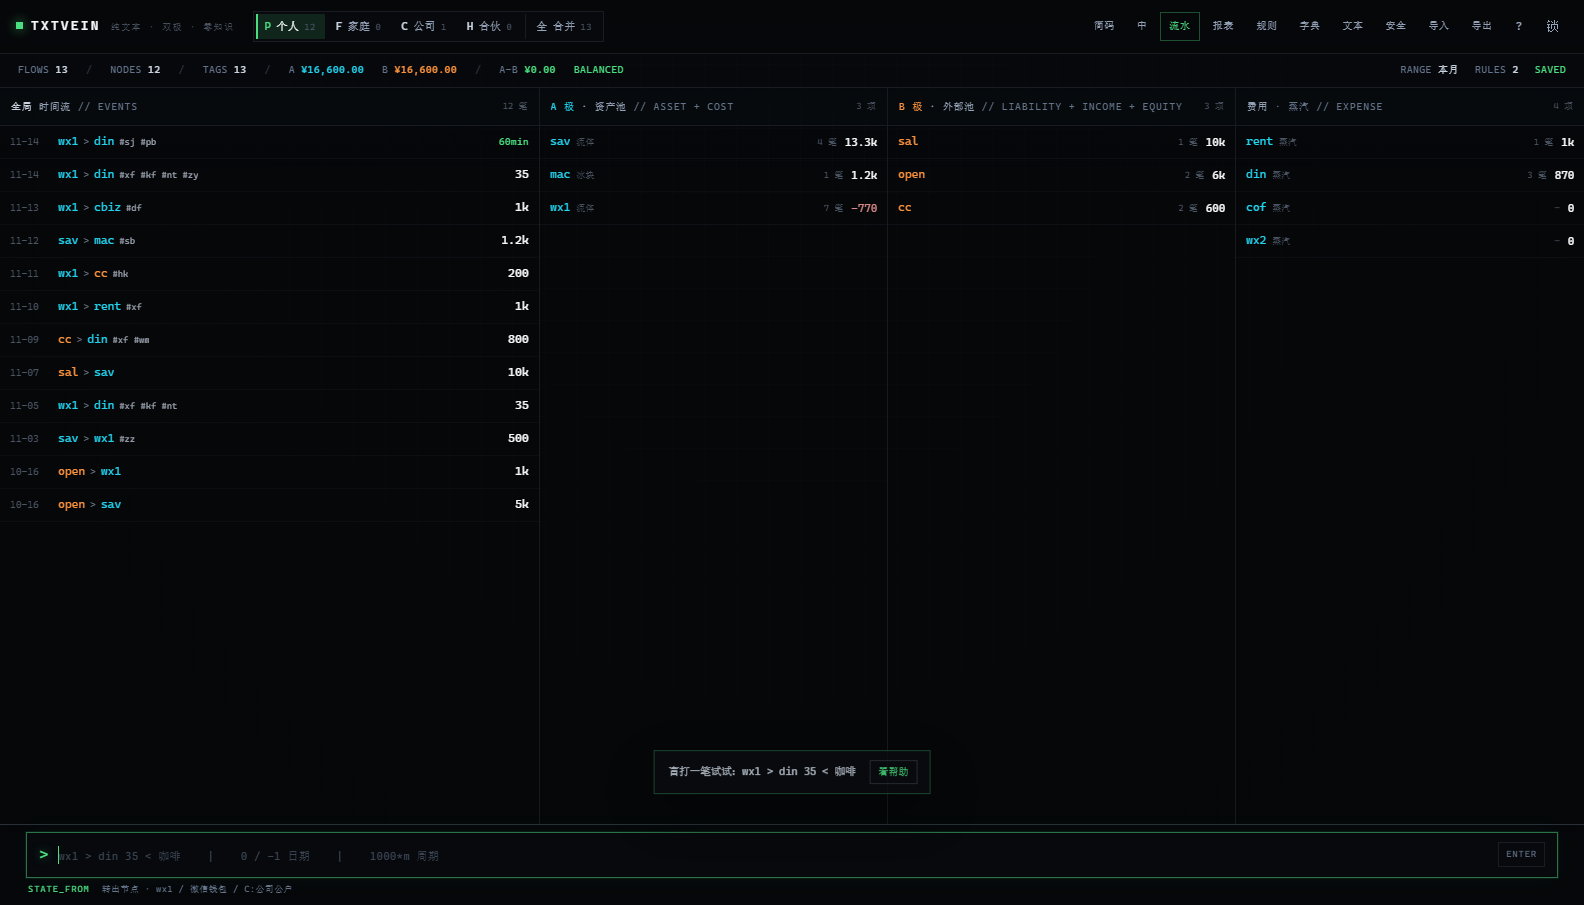 TXTVEIN 纯文本 · 双极 · 零知识 P 个人 12 F 家庭 0 C 公司 1 H 合伙 0 全 合并 13 简码 中 流水 报表 规则 字典 文本 安全 导入 导出 ? 锁
FLOWS 13 / NODES 12 / TAGS 13 / A ¥16,600.00 B ¥16,600.00 / A-B ¥0.00 BALANCED RANGE 本月 RULES 2 SAVED
全局 时间流 // EVENTS 12 笔
11-14 wx1 > din #sj #pb 60min
11-14 wx1 > din #xf #kf #nt #zy 35
11-13 wx1 > cbiz #df 1k
11-12 sav > mac #sb 1.2k
11-11 wx1 > cc #hk 200
11-10 wx1 > rent #xf 1k
11-09 cc > din #xf #wm 800
11-07 sal > sav 10k
11-05 wx1 > din #xf #kf #nt 35
11-03 sav > wx1 #zz 500
10-16 open > wx1 1k
10-16 open > sav 5k
A 极 · 资产池 // ASSET + COST 3 项
sav 流体 4 笔 13.3k
mac 冰块 1 笔 1.2k
wx1 流体 7 笔 -770
B 极 · 外部池 // LIABILITY + INCOME + EQUITY 3 项
sal 1 笔 10k
open 2 笔 6k
cc 2 笔 600
费用 · 蒸汽 // EXPENSE 4 项
rent 蒸汽 1 笔 1k
din 蒸汽 3 笔 870
cof 蒸汽 - 0
wx2 蒸汽 - 0
盲打一笔试试: wx1 > din 35 < 咖啡 看帮助
> wx1 > din 35 < 咖啡 | 0 / -1 日期 | 1000*m 周期 ENTER
STATE_FROM 转出节点 · wx1 / 微信钱包 / C:公司公户